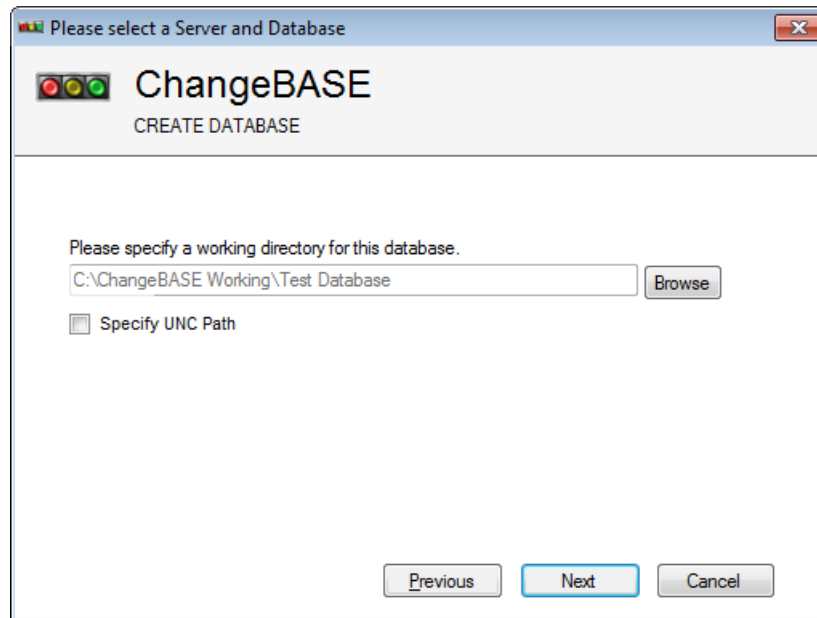 Please select a Server and Database
ChangeBASE
CREATE DATABASE
Please specify a working directory for this database.
C:\ChangeBASE Working\Test Database
Browse
Specify UNC Path
Previous Next Cancel